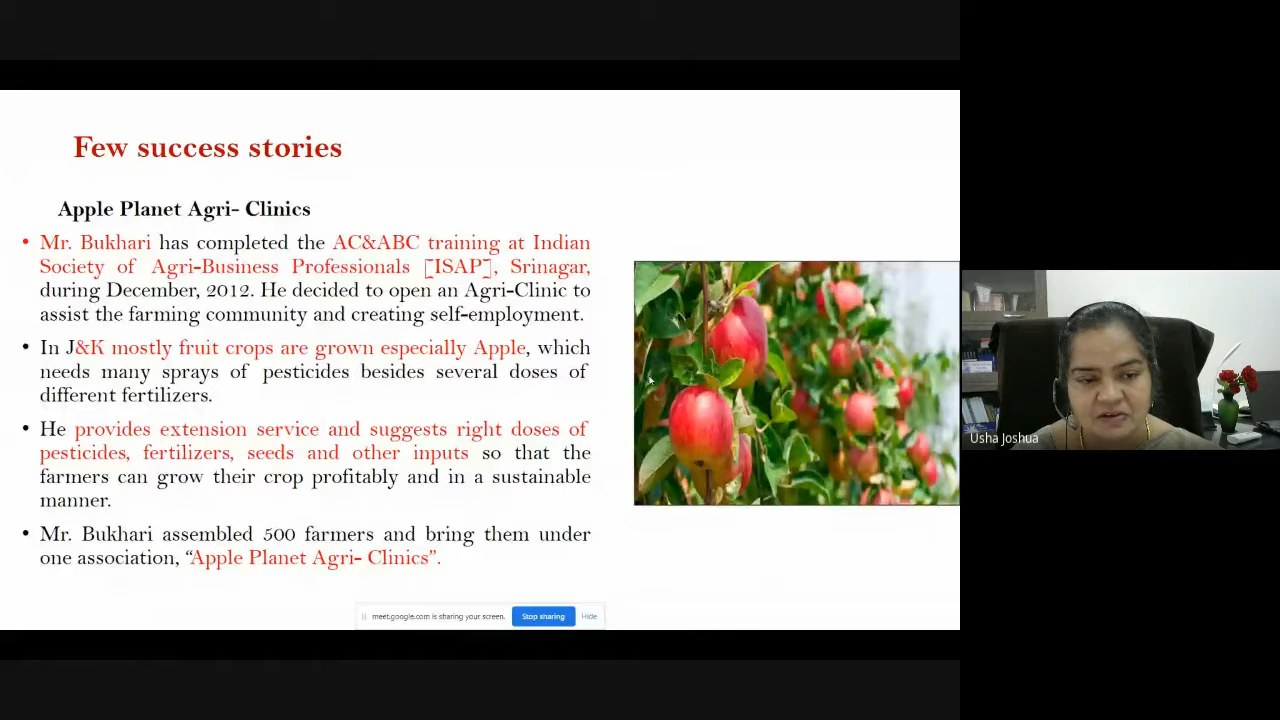 Few success stories
Apple Planet Agri- Clinics
• Mr. Bukhari has completed the AC&ABC training at Indian
Society of Agri-Business Professionals [ISAP], Srinagar,
during December, 2012. He decided to open an Agri-Clinic to
assist the farming community and creating self-employment.
• In J&K mostly fruit crops are grown especially Apple, which
needs many sprays of pesticides besides several doses of
different fertilizers.
• He provides extension service and suggests right doses of
pesticides, fertilizers, seeds and other inputs so that the
farmers can grow their crop profitably and in a sustainable
manner.
• Mr. Bukhari assembled 500 farmers and bring them under
one association, “Apple Planet Agri- Clinics”.
meet.google.com is sharing your screen. Stop sharing Hide
Usha Joshua